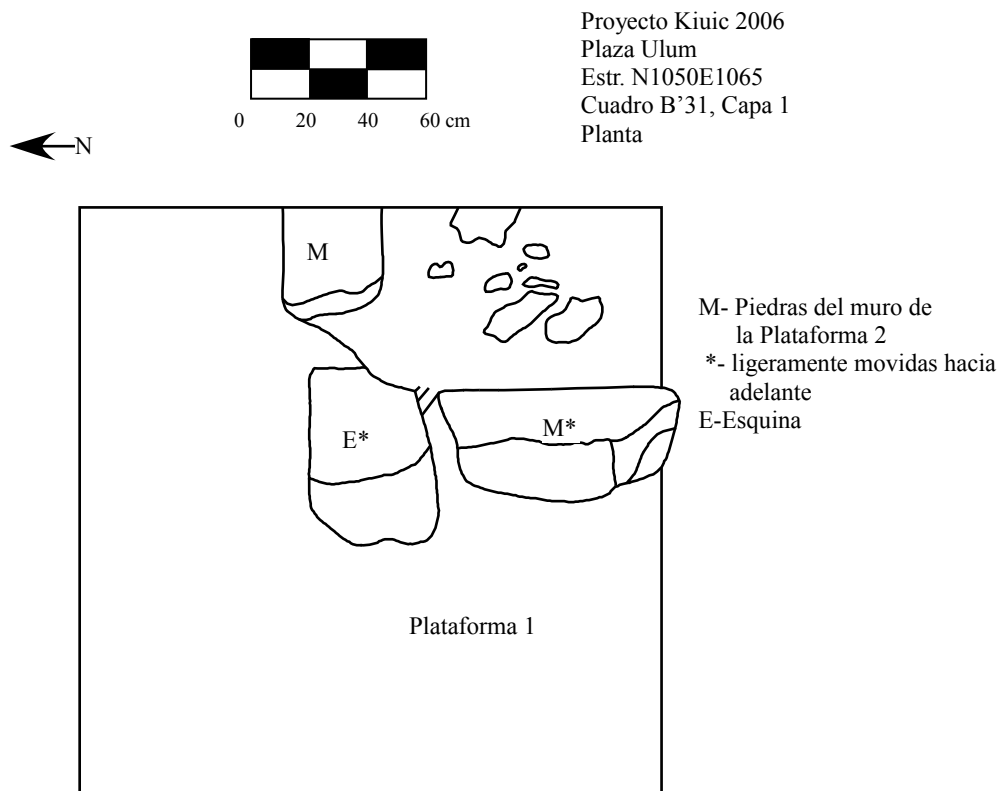 Proyecto Kiuic 2006
Plaza Ulum
Estr. N1050E1065
Cuadro B’31, Capa 1
Planta
0 20 40 60 cm
N
M
M- Piedras del muro de
la Plataforma 2
*- ligeramente movidas hacia
adelante
E-Esquina
E*
M*
Plataforma 1